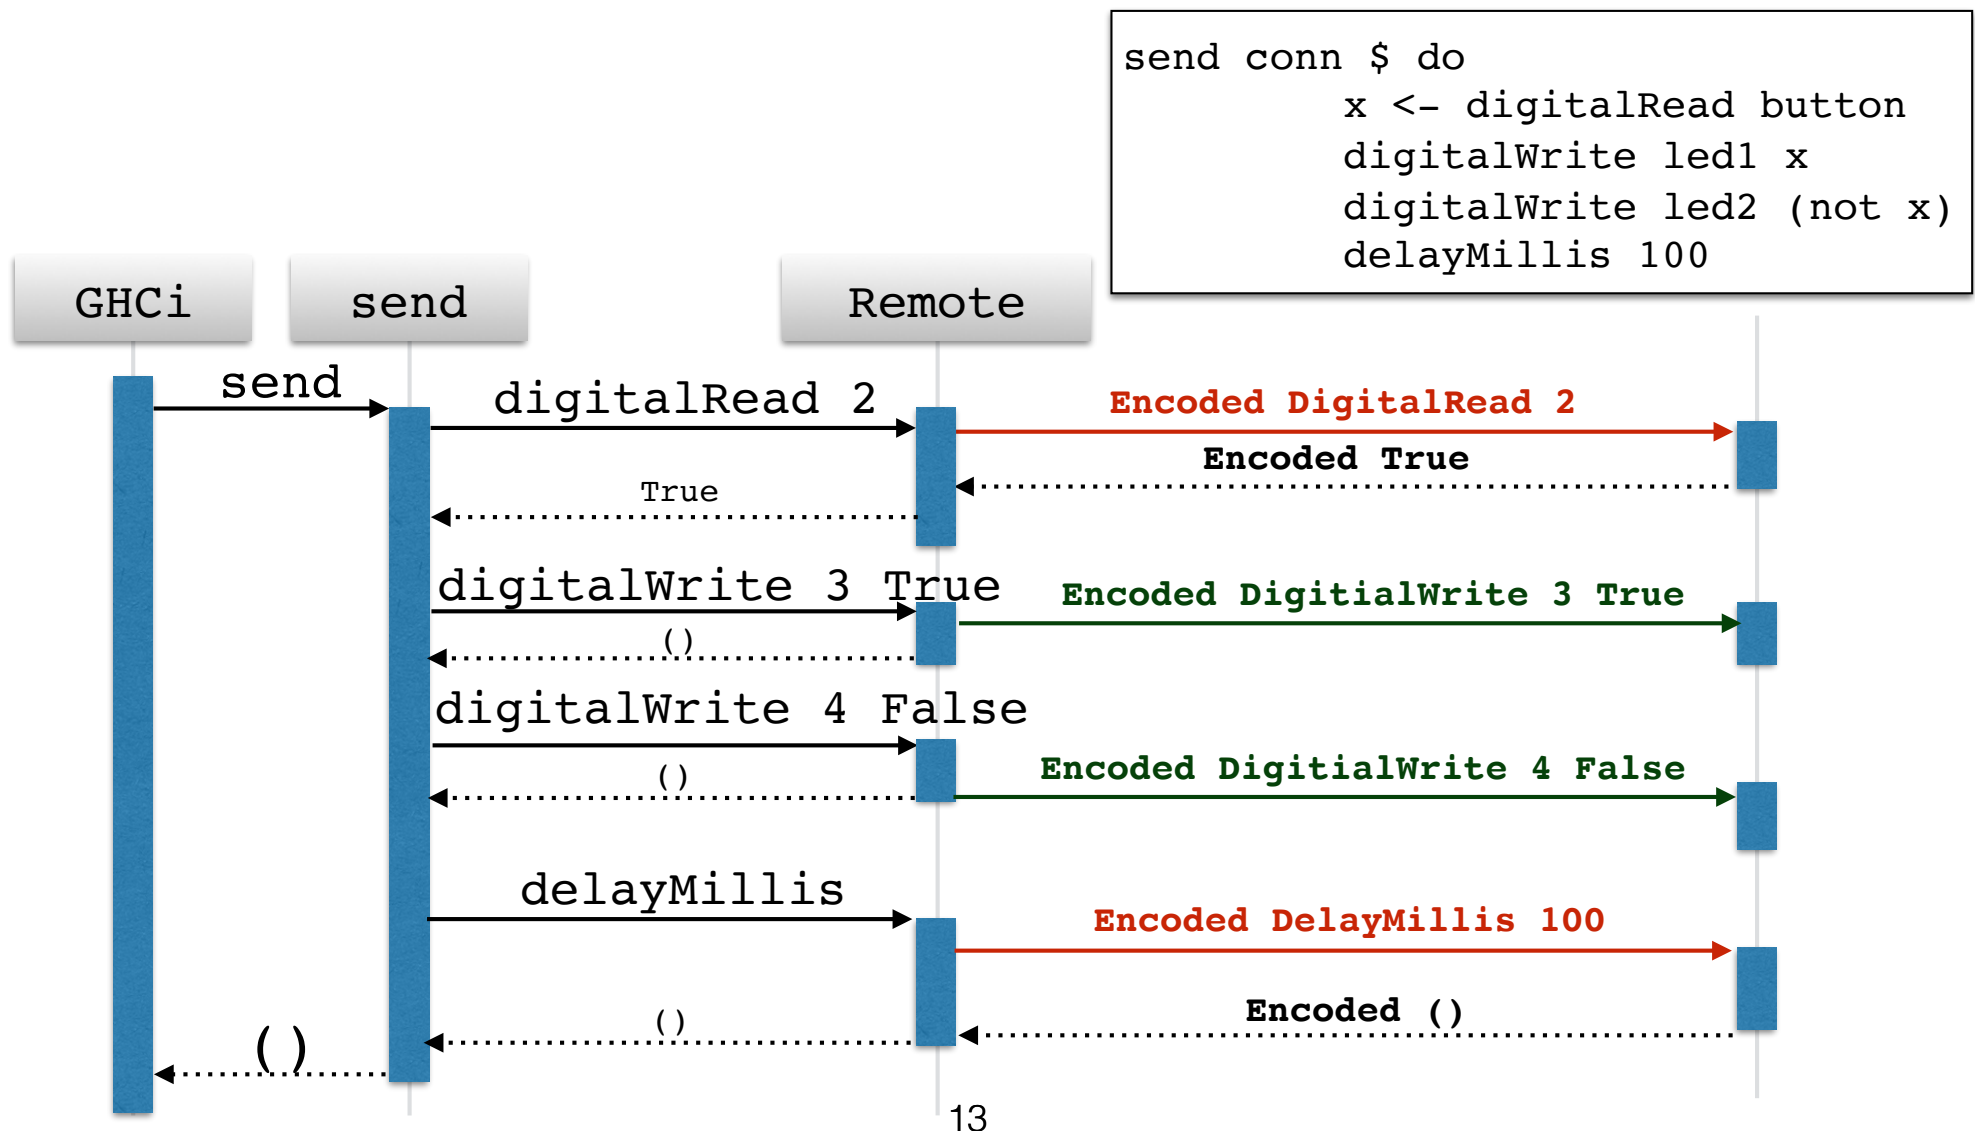 send conn $ do
x <- digitalRead button
digitalWrite led1 x
digitalWrite led2 (not x)
delayMillis 100
GHCi
send
Remote
send
digitalRead 2
Encoded DigitalRead 2
Encoded True
True
digitalWrite 3 True
Encoded DigitialWrite 3 True
()
digitalWrite 4 False
Encoded DigitialWrite 4 False
()
delayMillis
Encoded DelayMillis 100
Encoded ()
()
()
13